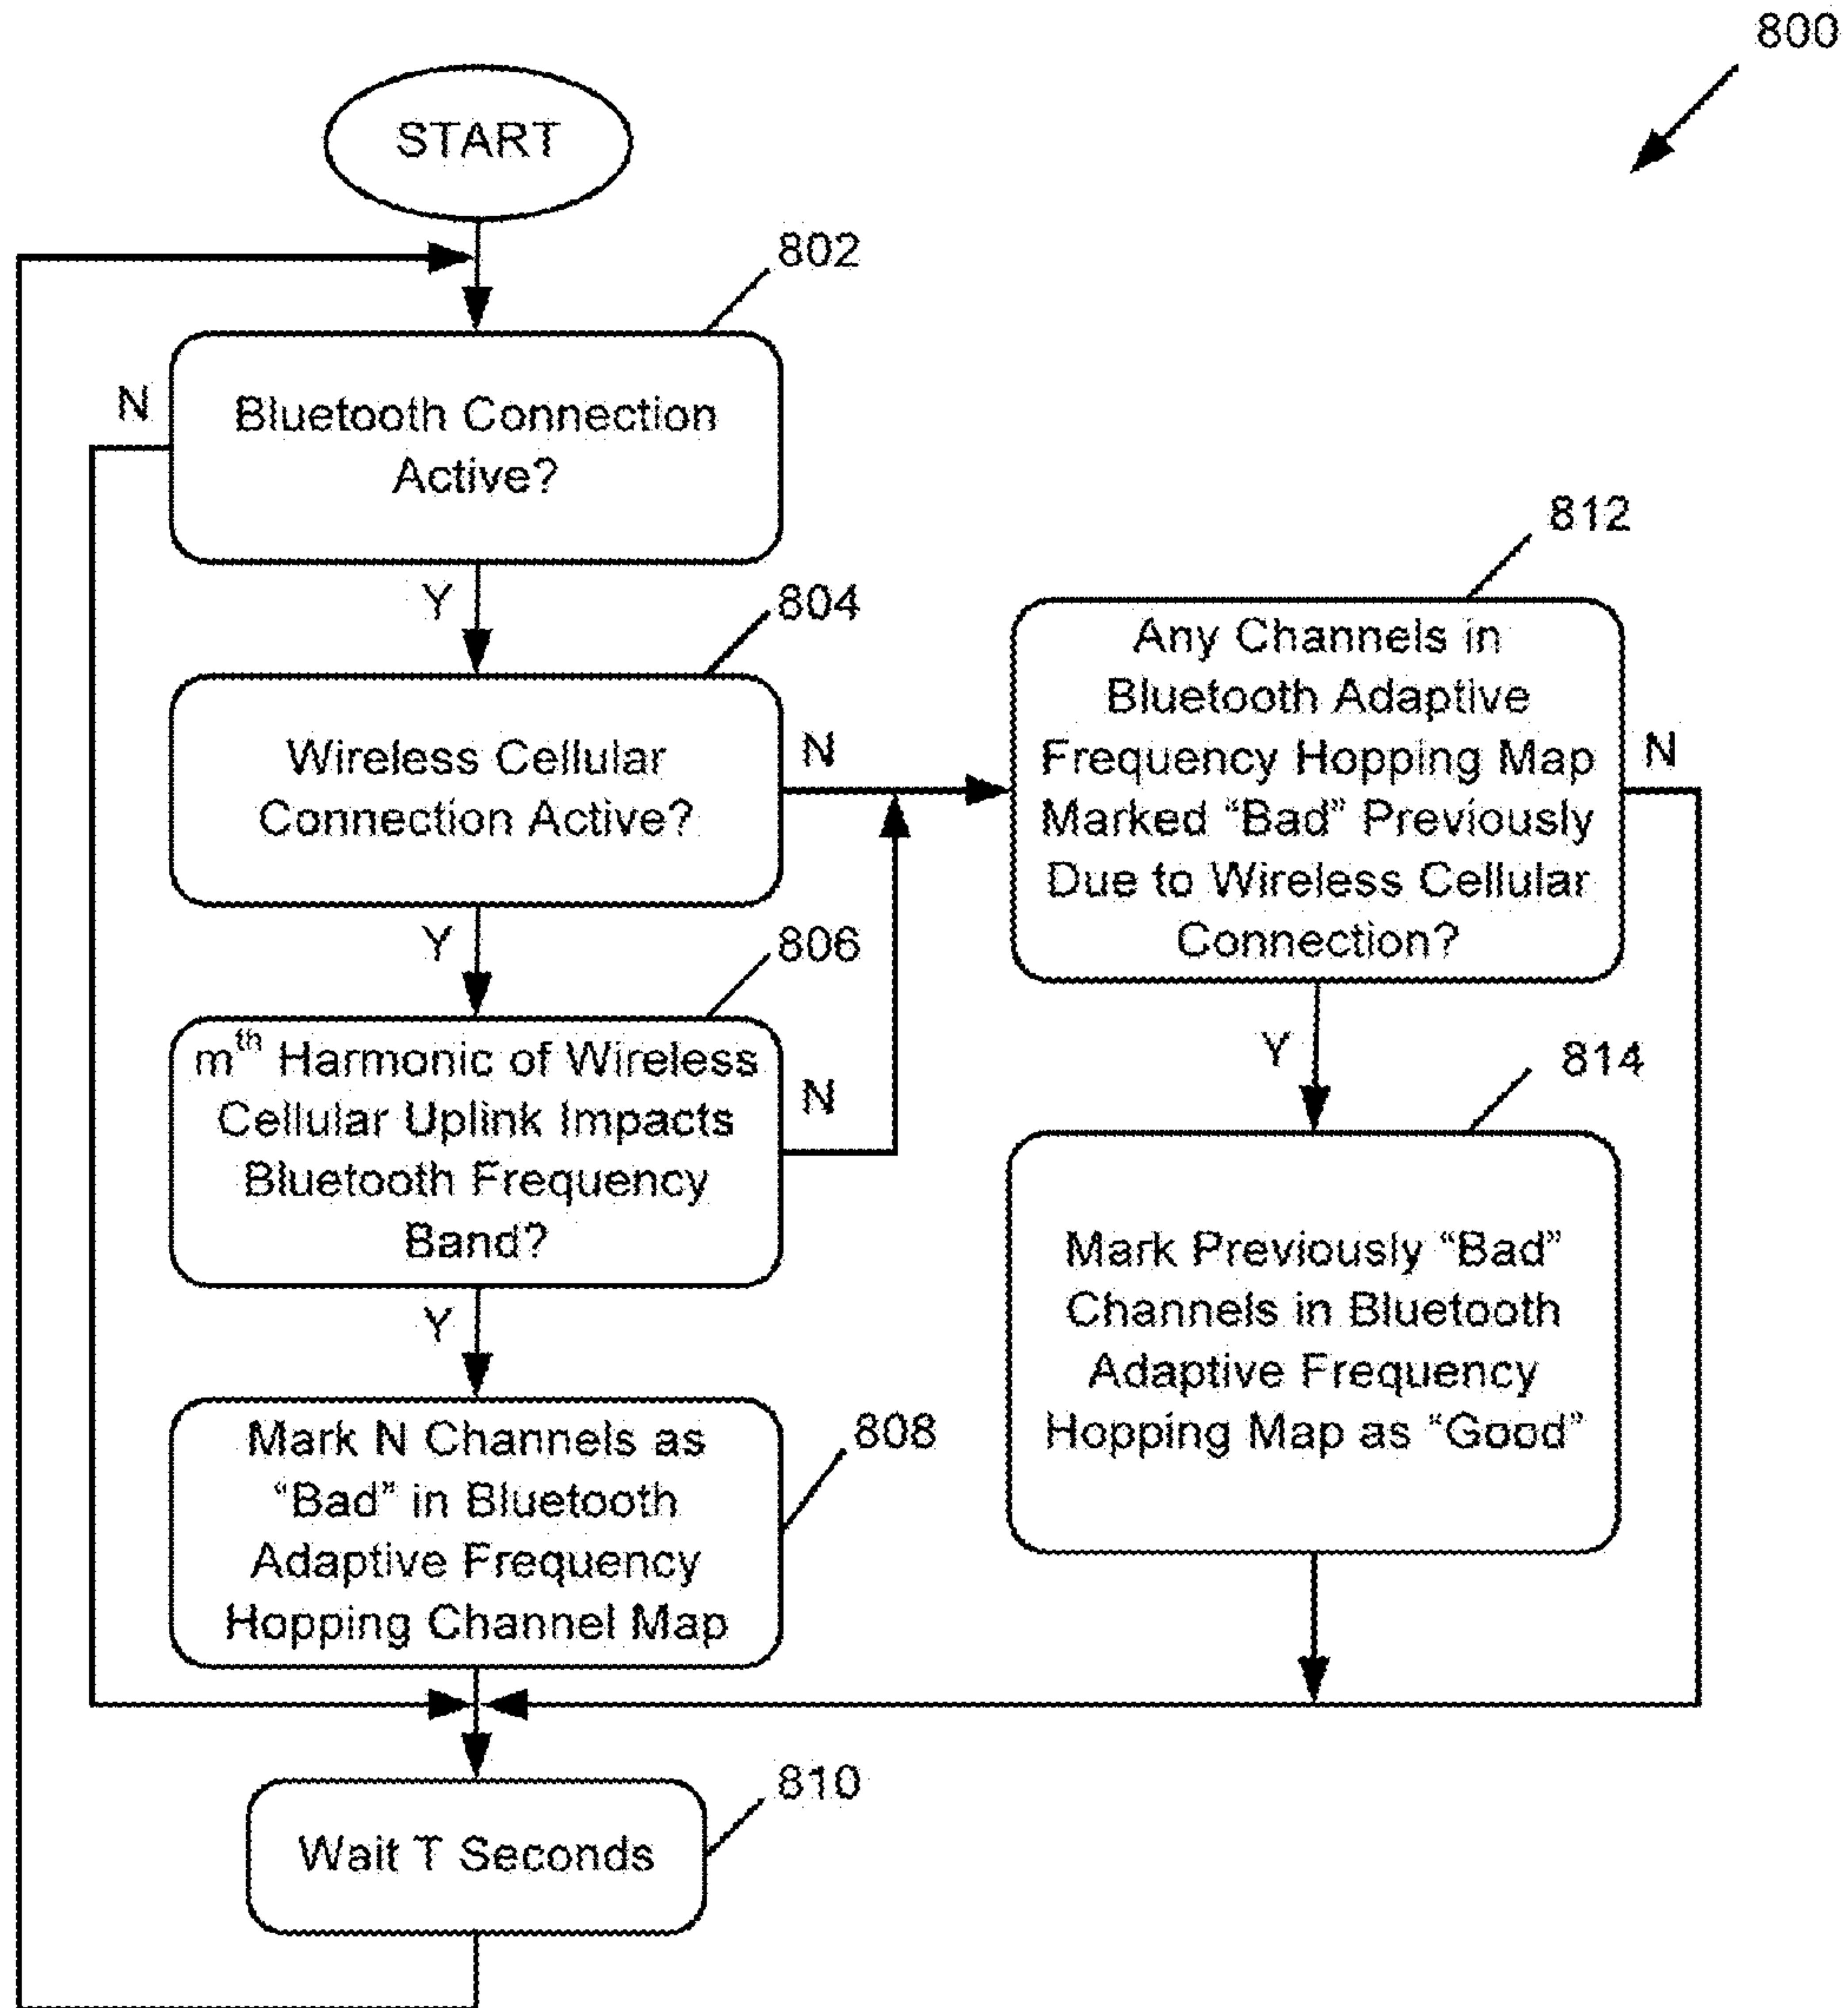 800
START
802
N
Bluetooth Connection
Active?
Y
804
Wireless Cellular
Connection Active?
N
Y
806
mth Harmonic of Wireless
Cellular Uplink Impacts
Bluetooth Frequency
Band?
N
Y
Mark N Channels as
"Bad" in Bluetooth
Adaptive Frequency
Hopping Channel Map
808
810
Wait T Seconds
812
Any Channels in
Bluetooth Adaptive
Frequency Hopping Map
Marked “Bad” Previously
Due to Wireless Cellular
Connection?
N
Y
814
Mark Previously “Bad”
Channels in Bluetooth
Adaptive Frequency
Hopping Map as “Good”